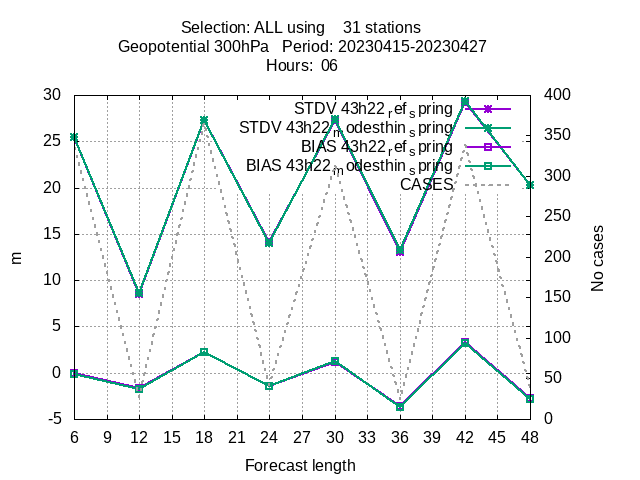 Selection: ALL using    31 stations
Geopotential 300hPa   Period: 20230415-20230427
Hours:  06
30
25
20
15
10
5
0
-5
400
350
300
250
200
150
100
50
0
STDV 43h22_ref_spring
STDV 43h22_modesthin_spring
BIAS 43h22_ref_spring
BIAS 43h22_modesthin_spring
CASES
m
No cases
6 9 12 15 18 21 24 27 30 33 36 39 42 45 48
Forecast length